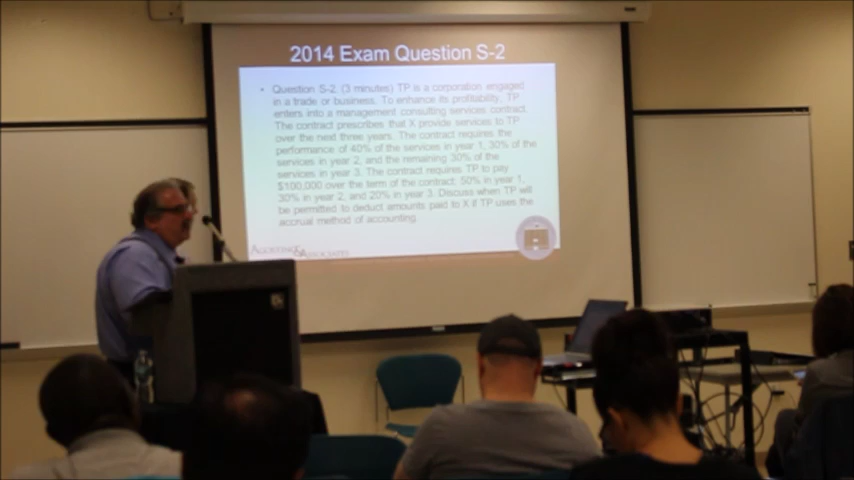 2014 Exam Question S-2
• Question S-2. (3 minutes) TP is a corporation engaged
in a trade or business. To enhance its profitability, TP
enters into a management consulting services contract.
The contract prescribes that X provide services to TP
over the next three years. The contract requires the
performance of 40% of the services in year 1, 30% of the
services in year 2, and the remaining 30% of the
services in year 3. The contract requires TP to pay
$100,000 over the term of the contract, 50% in year 1,
30% in year 2, and 20% in year 3. Discuss when TP will
be permitted to deduct amounts paid to X if TP uses the
accrual method of accounting.